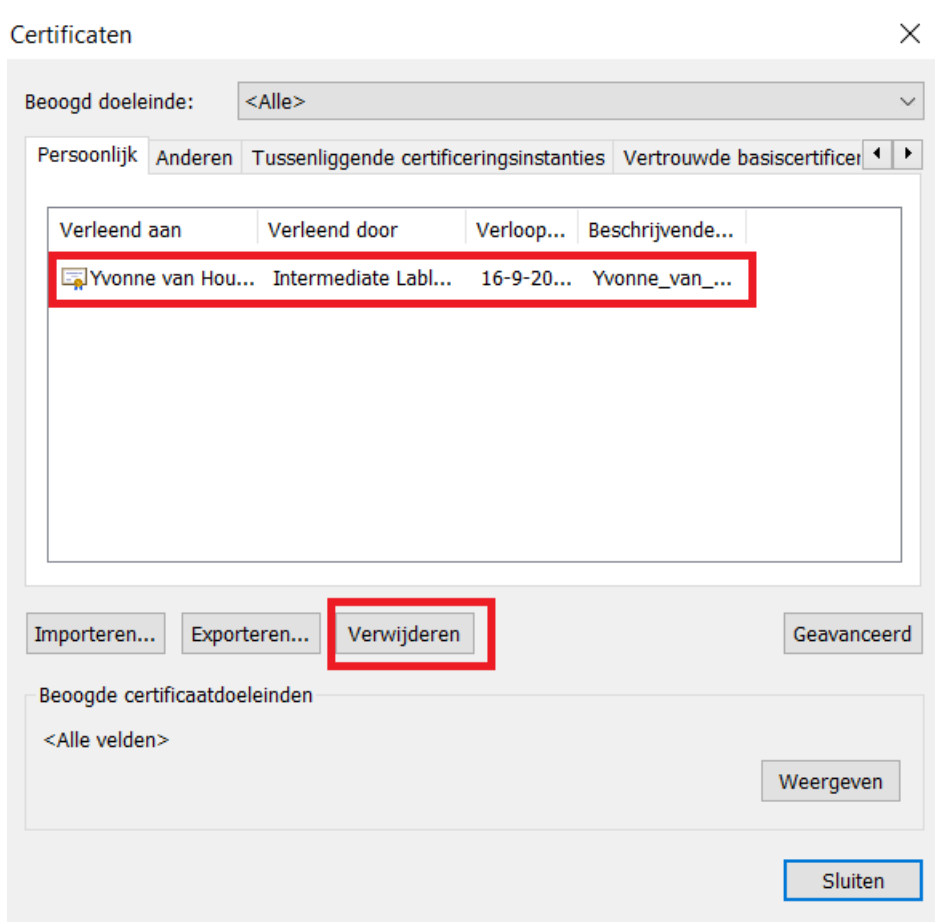 Certificaten
Beoogd doeleinde: <Alle>
Persoonlijk Anderen Tussenliggende certificeringsinstanties Vertrouwde basiscertificer
Verleend aan Verleend door Verloop... Beschrijvende...
Yvonne van Hou... Intermediate Labl... 16-9-20... Yvonne_van_...
Importeren... Exporteren... Verwijderen Geavanceerd
Beoogde certificaatdoeleinden
<Alle velden>
Weergeven
Sluiten